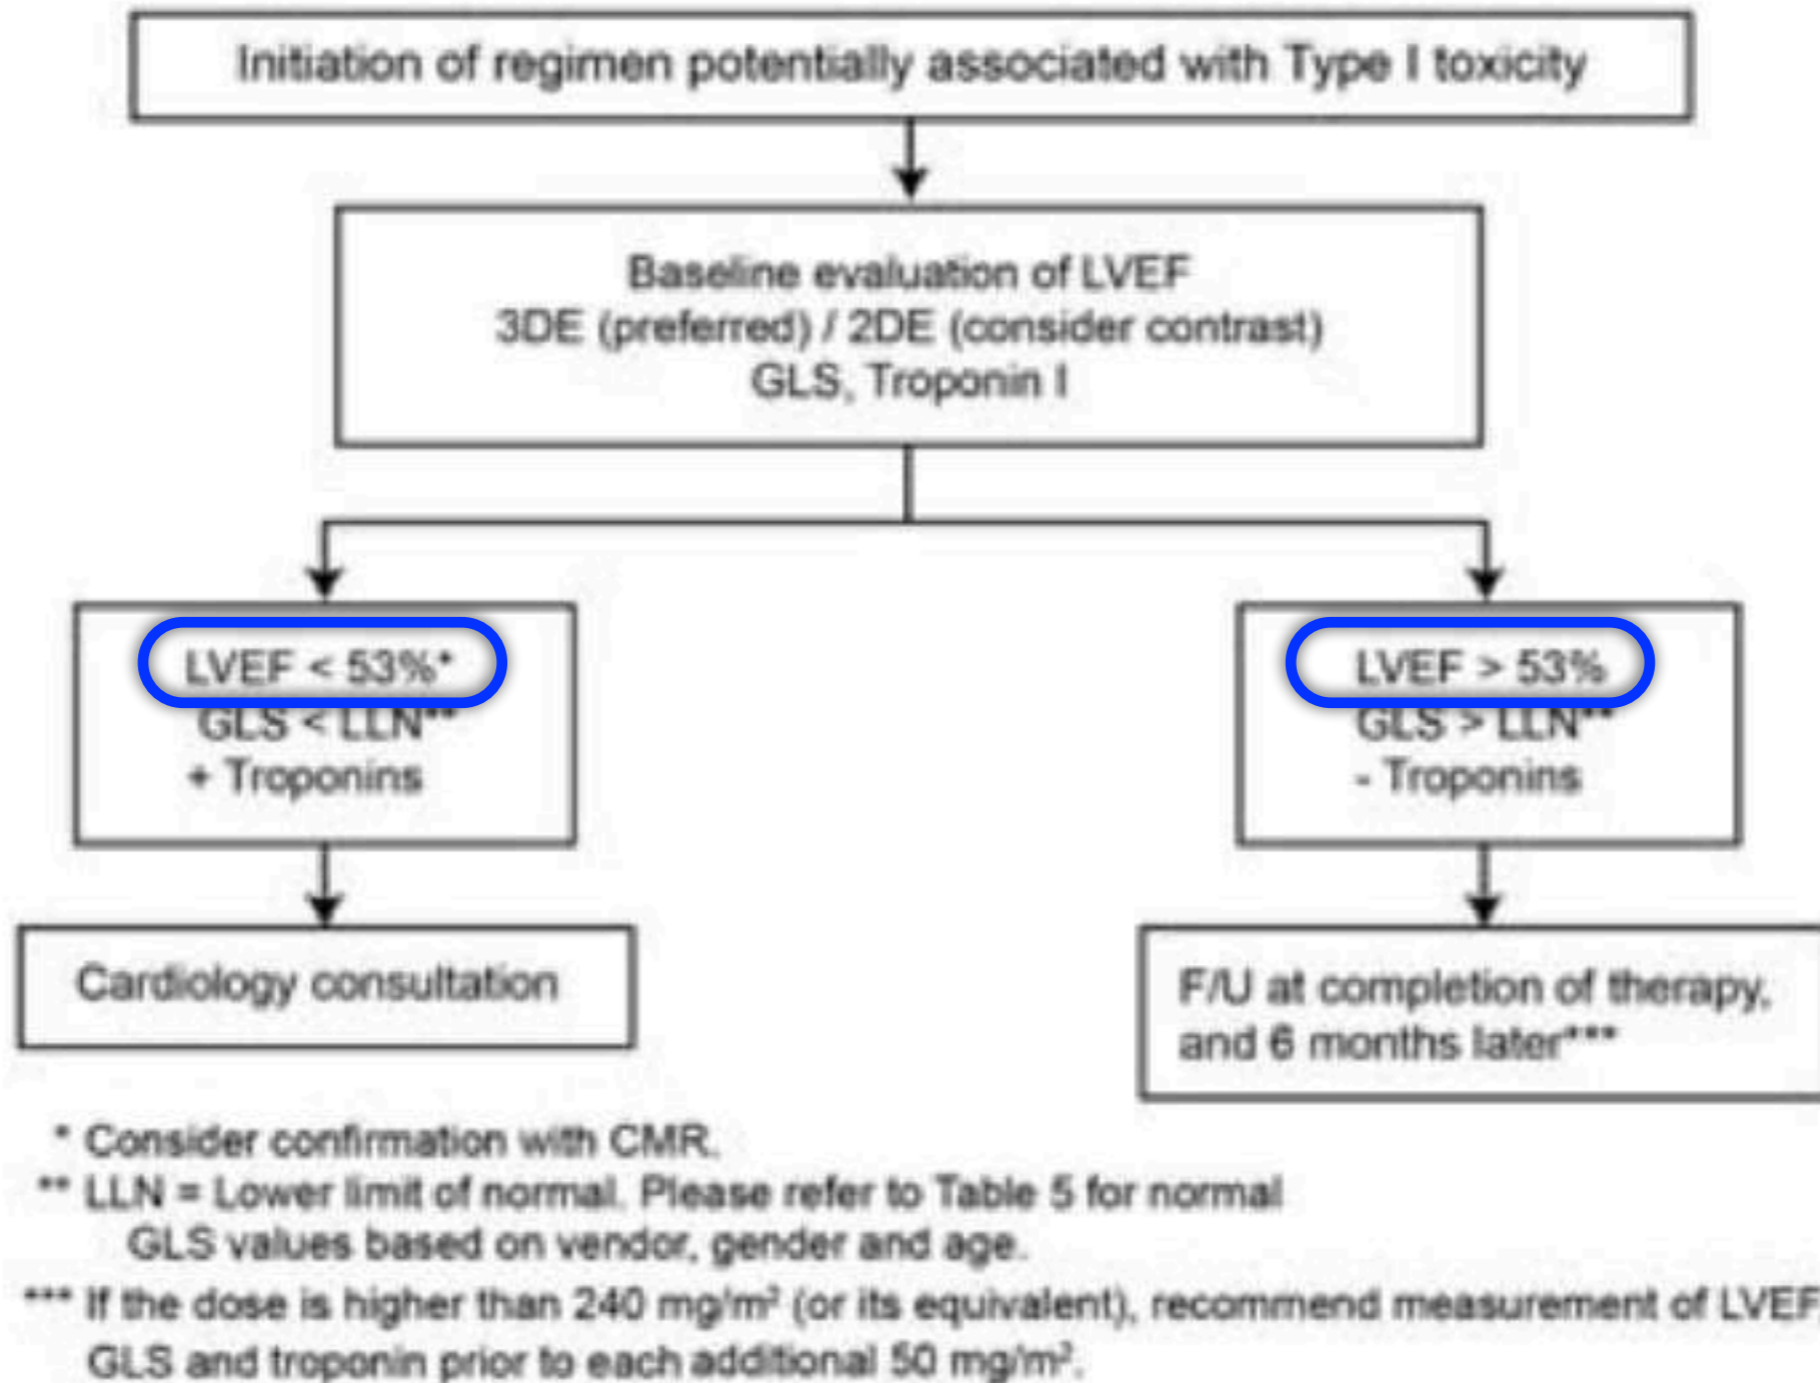 Initiation of regimen potentially associated with Type I toxicity
Baseline evaluation of LVEF
3DE (preferred) / 2DE (consider contrast)
GLS, Troponin I
LVEF < 53%*
GLS < LLN**
+ Troponins
LVEF > 53%
GLS > LLN**
- Troponins
Cardiology consultation
F/U at completion of therapy,
and 6 months later***
* Consider confirmation with CMR.
** LLN = Lower limit of normal. Please refer to Table 5 for normal
GLS values based on vendor, gender and age.
*** If the dose is higher than 240 mg/m² (or its equivalent), recommend measurement of LVEF,
GLS and troponin prior to each additional 50 mg/m².